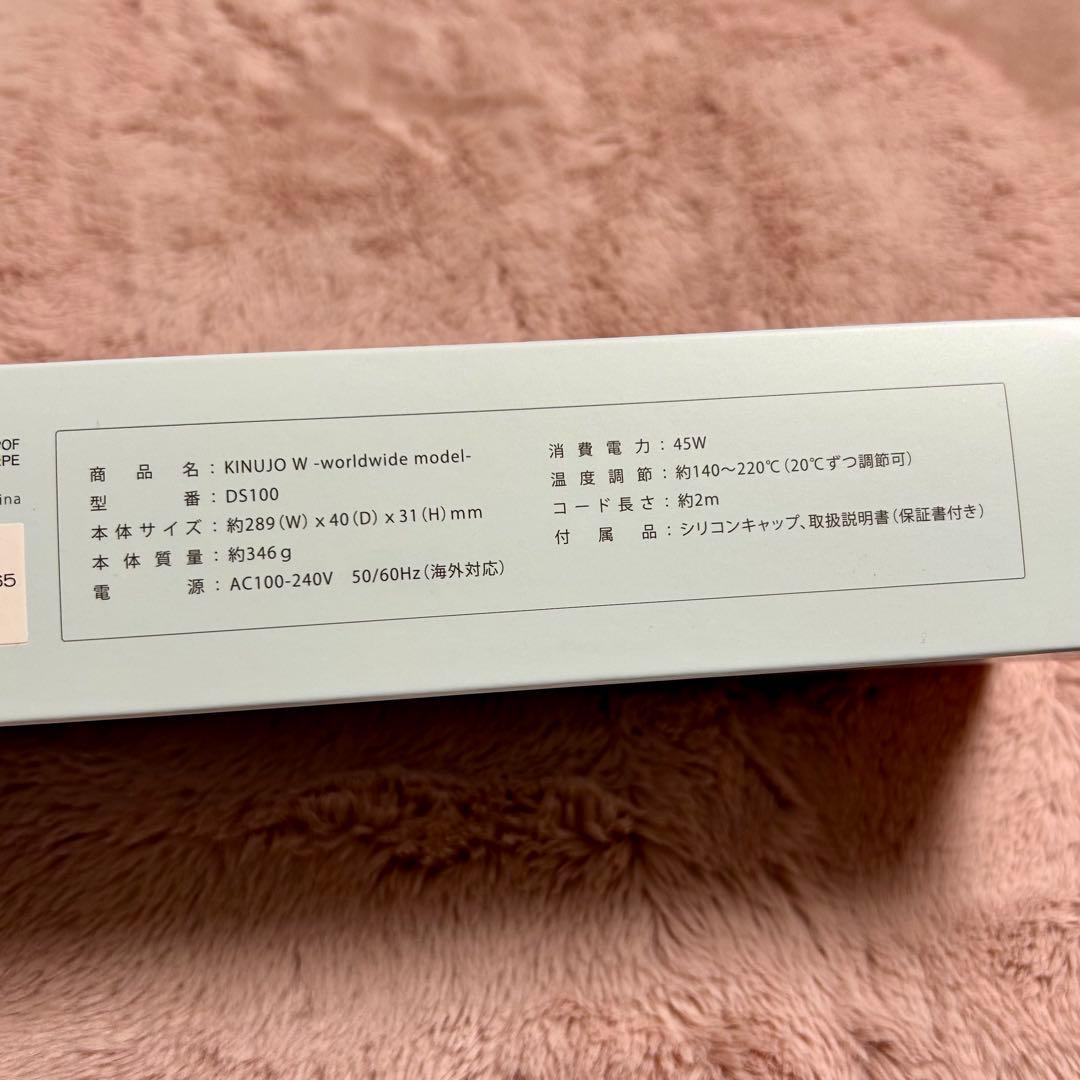 OF
PE
ina
65
商品名：KINUJO W -worldwide model-
型番：DS100
本体サイズ：約289(W) x 40(D) x 31(H) mm
本体質量：約346g
電源：AC100-240V 50/60Hz(海外対応)
消費電力：45W
温度調節：約140～220℃(20℃ずつ調節可)
コード長さ：約2m
付属品：シリコンキャップ、取扱説明書(保証書付き)